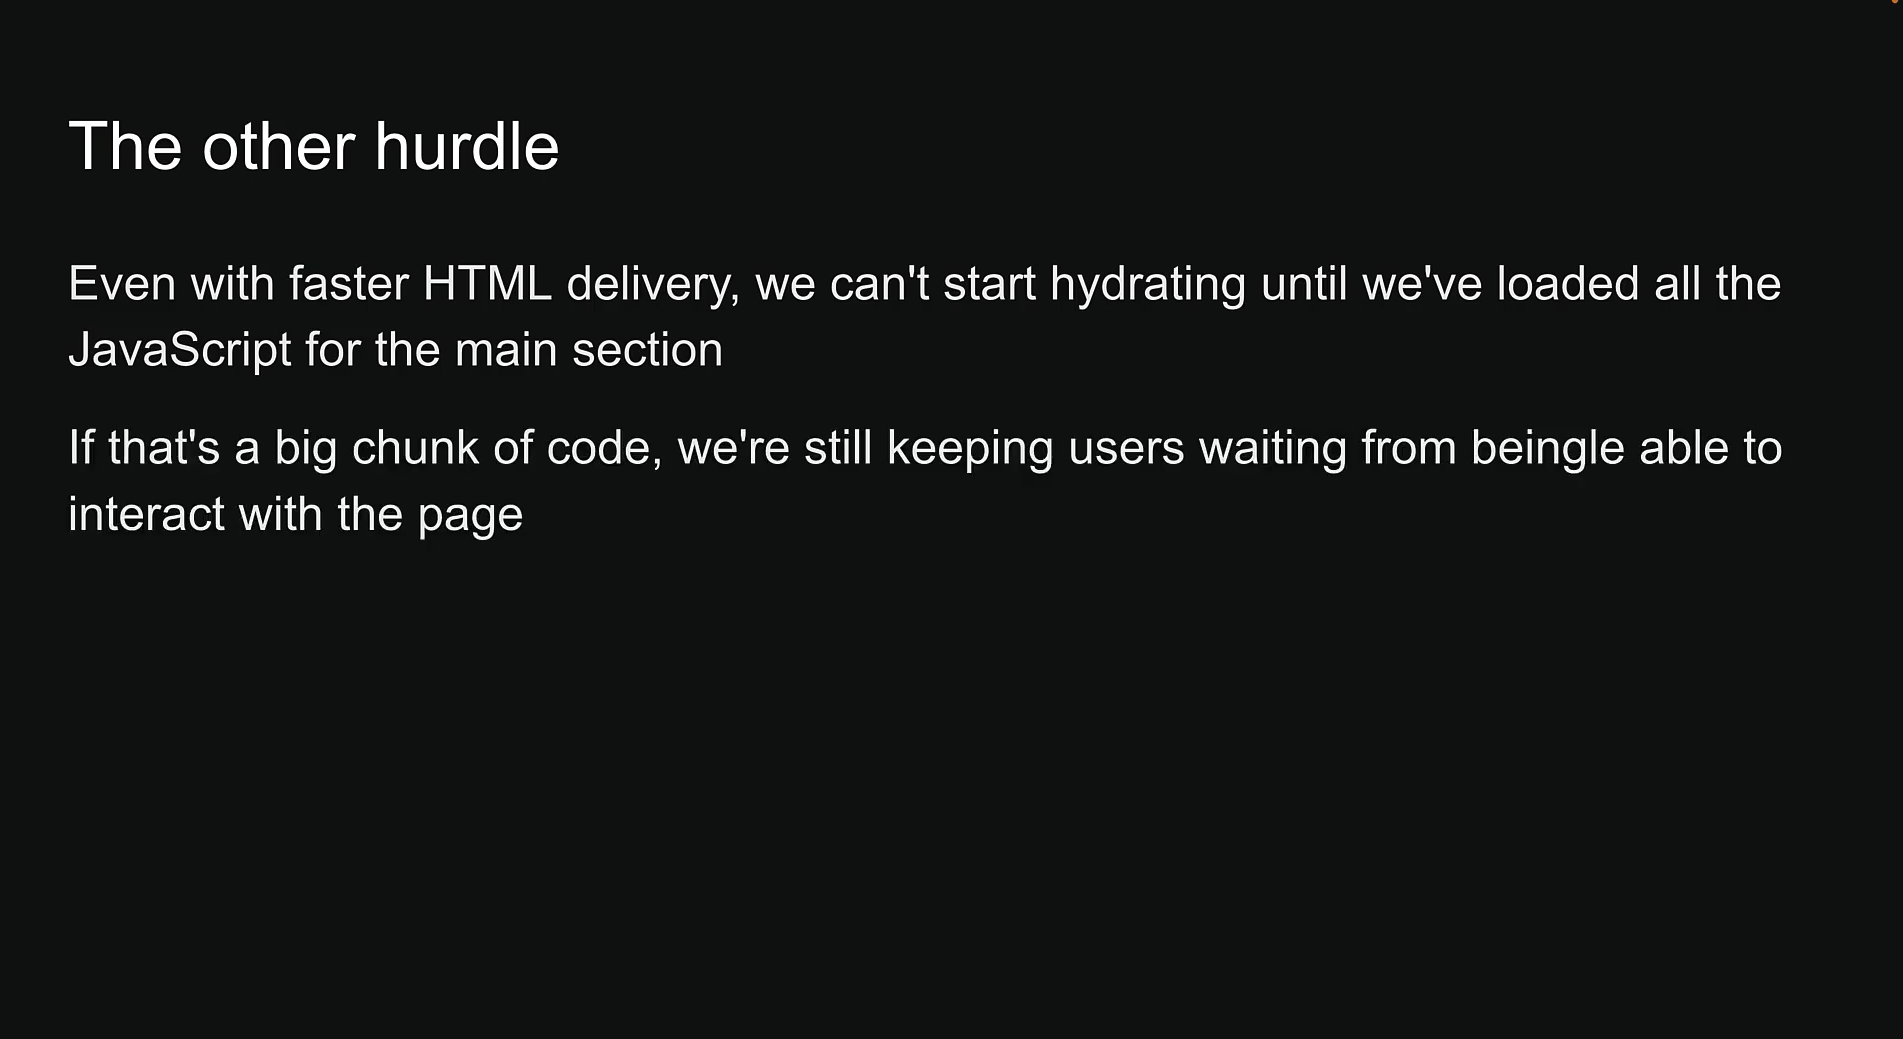 The other hurdle
Even with faster HTML delivery, we can't start hydrating until we've loaded all the
JavaScript for the main section
If that's a big chunk of code, we're still keeping users waiting from beingle able to
interact with the page